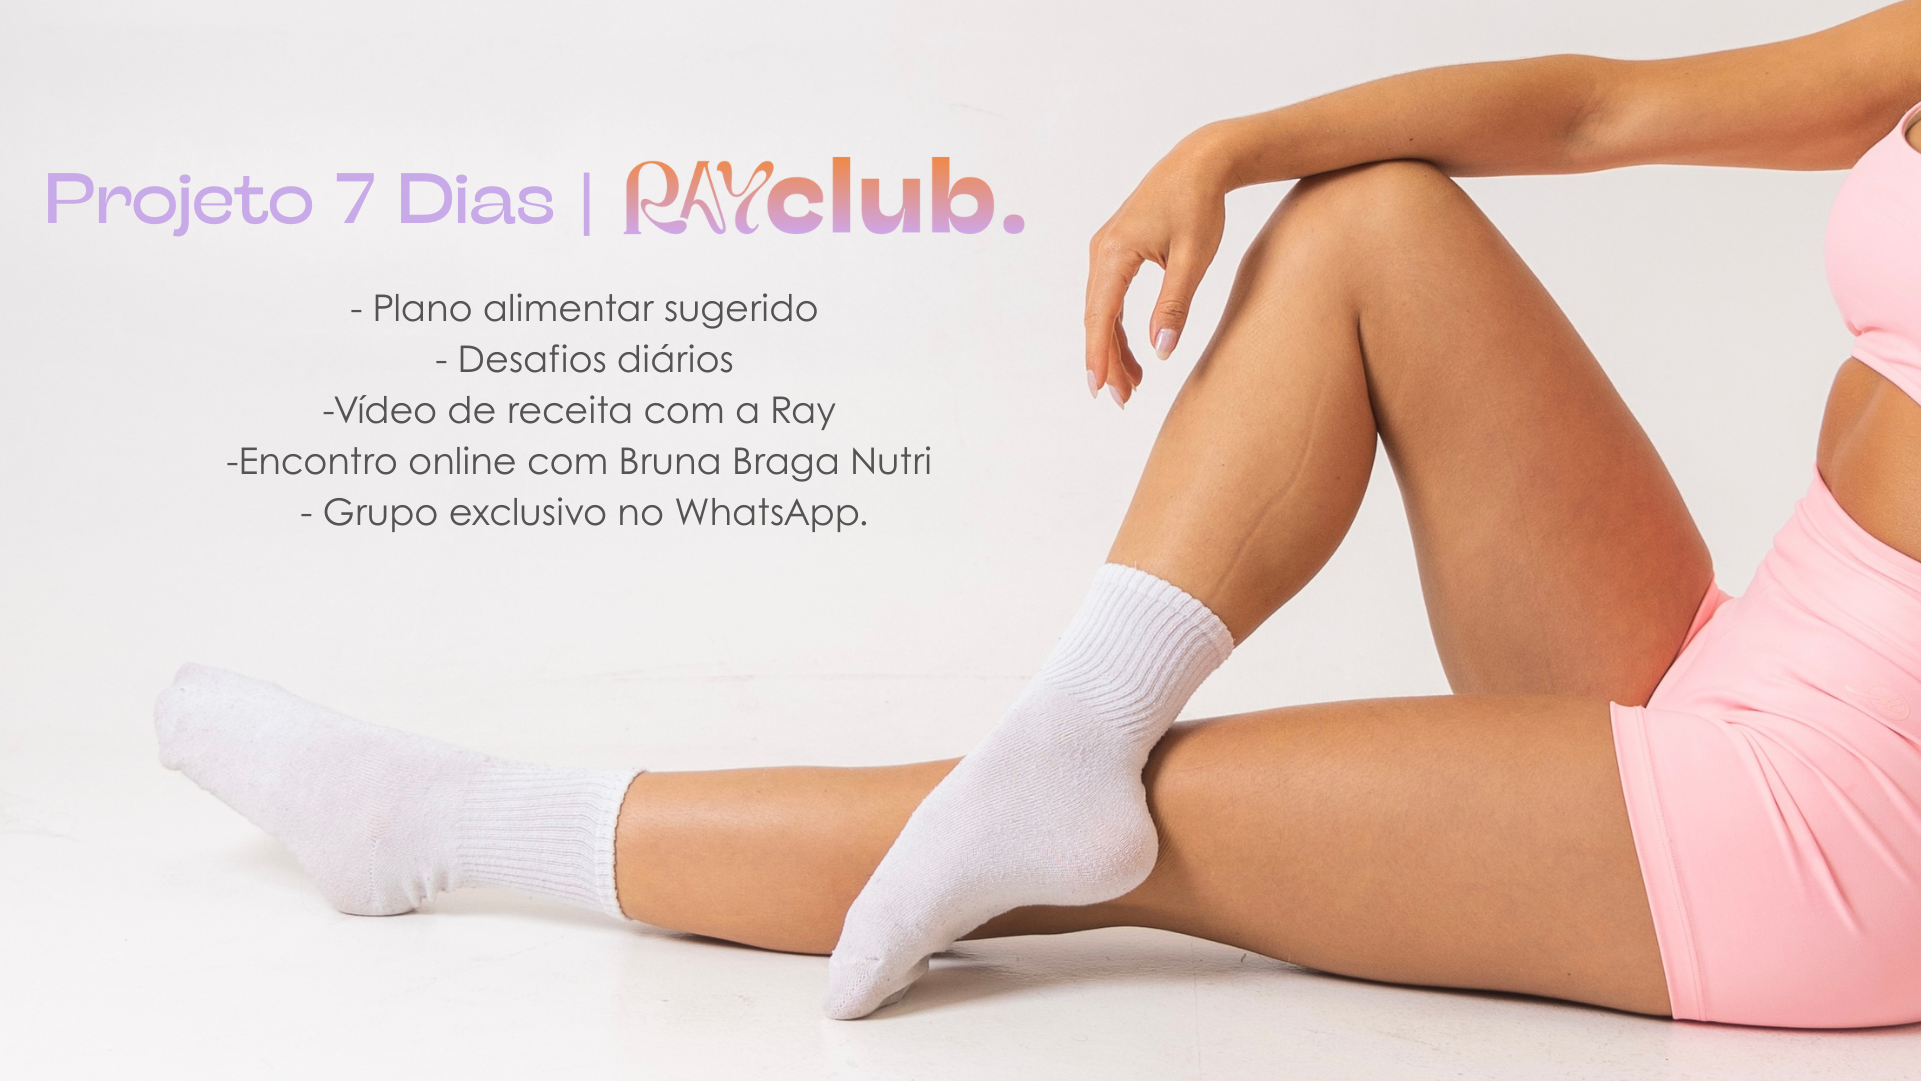 Projeto 7 Dias | RAYclub.
- Plano alimentar sugerido
- Desafios diários
-Vídeo de receita com a Ray
-Encontro online com Bruna Braga Nutri
- Grupo exclusivo no WhatsApp.